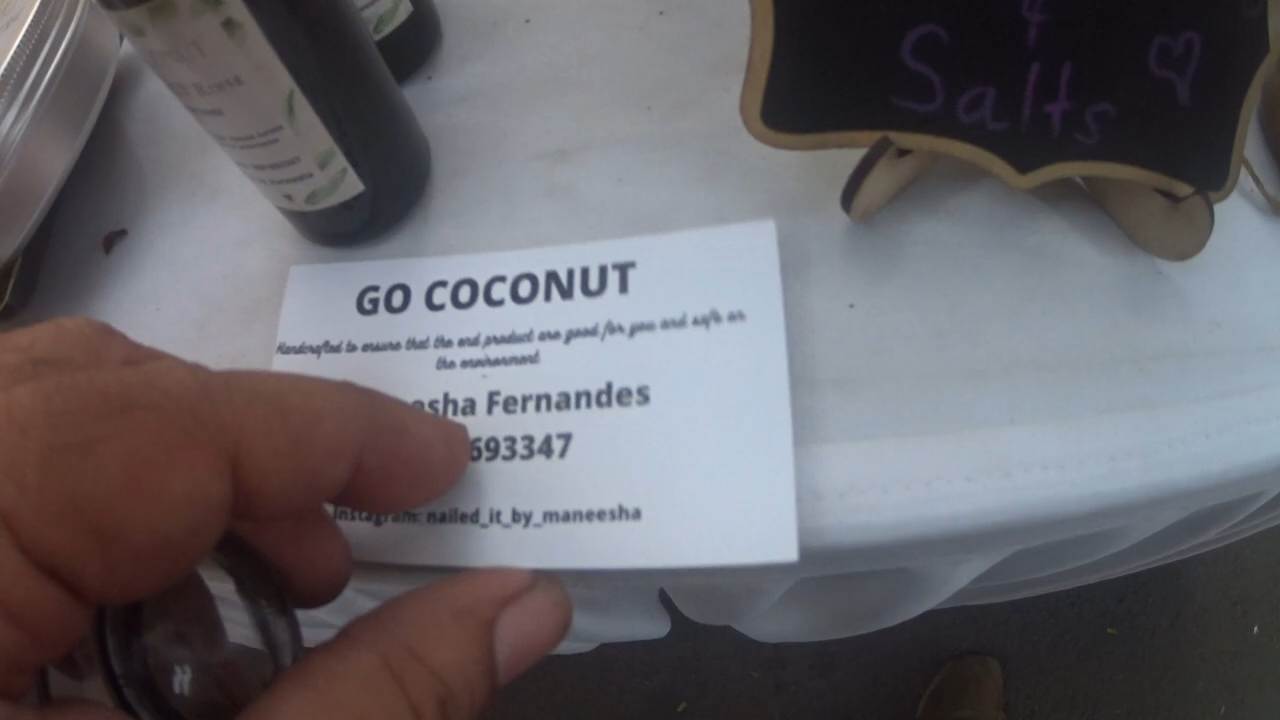 &
Salts
GO COCONUT
Handcrafted to ensure that the end product are good for you and safe on
the environment
esha Fernandes
693347
Instagram: nailed_it_by_maneesha